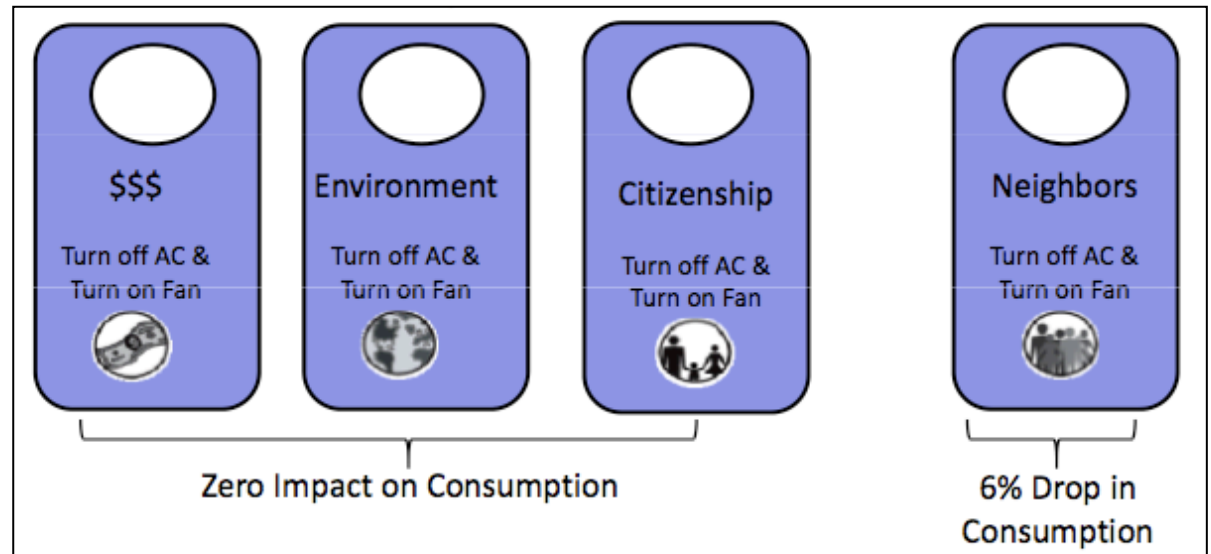 $$$
Turn off AC &
Turn on Fan
Environment
Turn off AC &
Turn on Fan
Citizenship
Turn off AC &
Turn on Fan
Neighbors
Turn off AC &
Turn on Fan
Zero Impact on Consumption
6% Drop in
Consumption